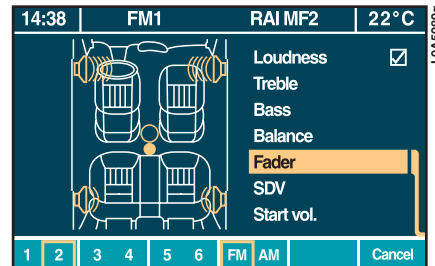 14:38 FM1 RAI MF2 22°C
Loudness
Treble
Bass
Balance
Fader
SDV
Start vol.
1 2 3 4 5 6 FM AM Cancel